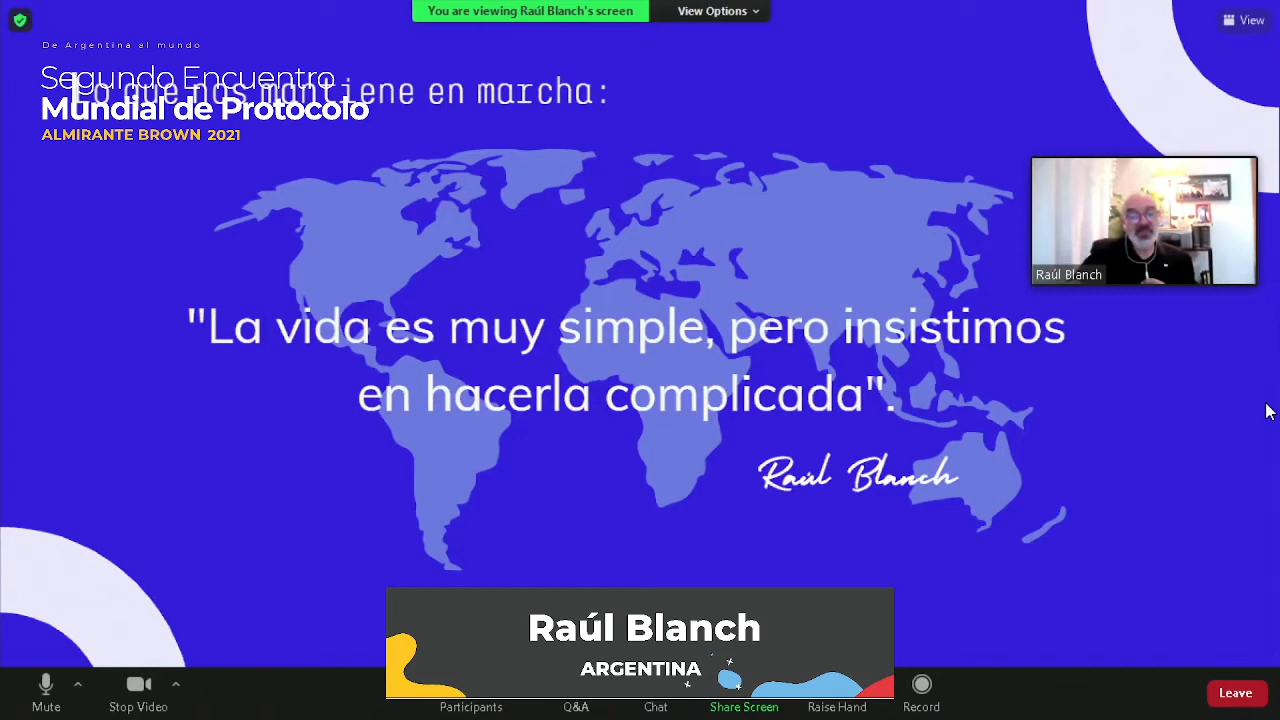 You are viewing Raúl Blanch's screen
View Options
View
De Argentina al mundo
Segundo Encuentro
Mundial de Protocolo
ALMIRANTE BROWN 2021
Lo que nos mantiene en marcha:
Raúl Blanch
"La vida es muy simple, pero insistimos
en hacerla complicada".
Raúl Blanch
Raúl Blanch
ARGENTINA
Mute
Stop Video
Participants
Q&A
Chat
Share Screen
Raise Hand
Record
Leave